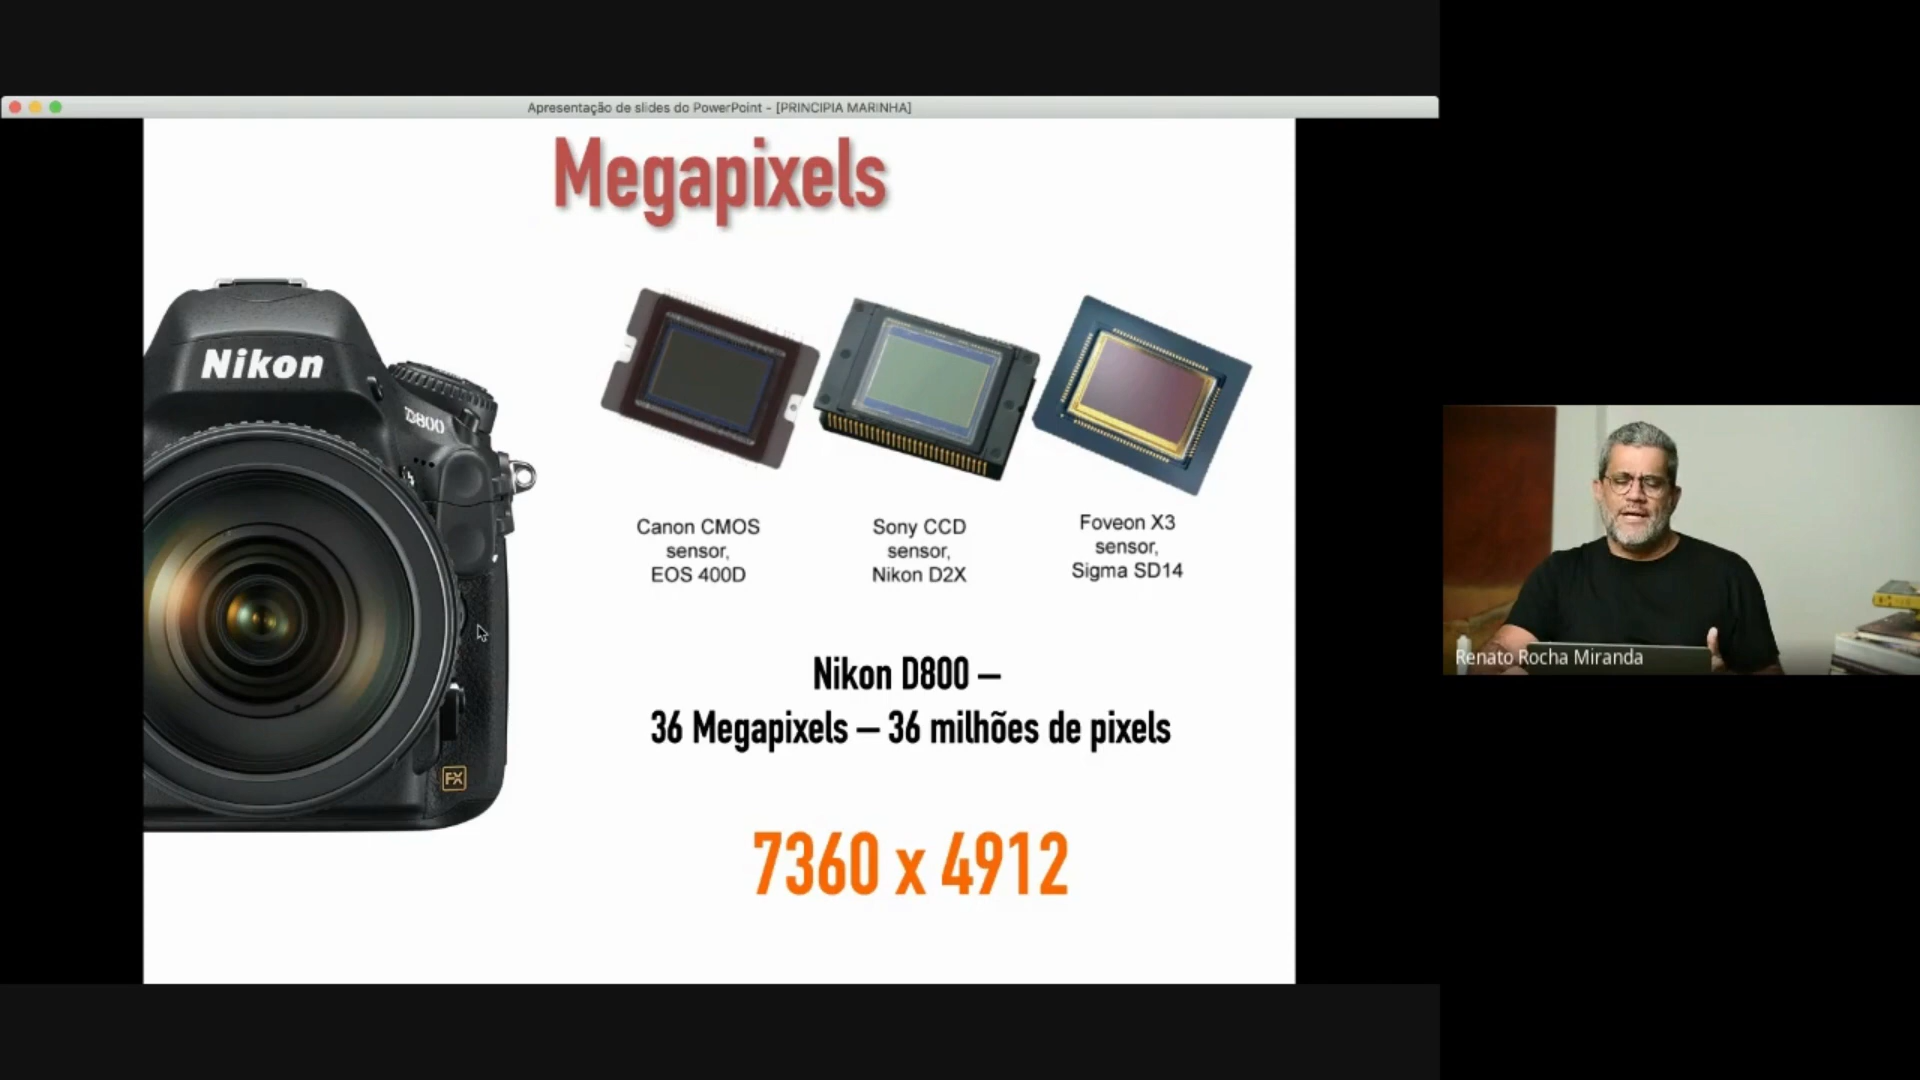 Apresentação de slides do PowerPoint - [PRINCIPIA MARINHA]
Megapixels
Nikon
D800
FX
Canon CMOS
sensor,
EOS 400D
Sony CCD
sensor,
Nikon D2X
Foveon X3
sensor,
Sigma SD14
Nikon D800 –
36 Megapixels – 36 milhões de pixels
7360 x 4912
Renato Rocha Miranda